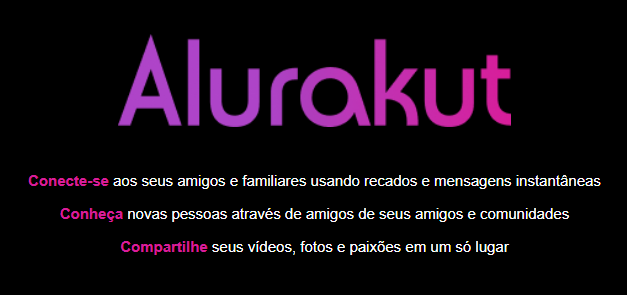 Alurakut
Conecte-se aos seus amigos e familiares usando recados e mensagens instantâneas
Conheça novas pessoas através de amigos de seus amigos e comunidades
Compartilhe seus vídeos, fotos e paixões em um só lugar